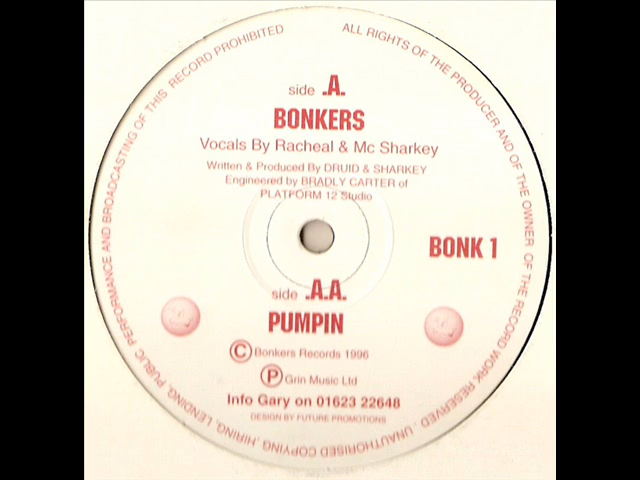 ALL RIGHTS OF THE PRODUCER AND OF THE OWNER OF THE RECORD WORK RESERVED . UNAUTHORISED COPYING, HIRING, LENDING, PUBLIC PERFORMANCE AND BROADCASTING OF THIS RECORD PROHIBITED
side .A.
BONKERS
Vocals By Racheal & Mc Sharkey
Written & Produced By DRUID & SHARKEY
Engineered by BRADLY CARTER of
PLATFORM 12 Studio
BONK 1
side .A.A.
PUMPIN
C Bonkers Records 1996
P Grin Music Ltd
Info Gary on 01623 22648
DESIGN BY FUTURE PROMOTIONS